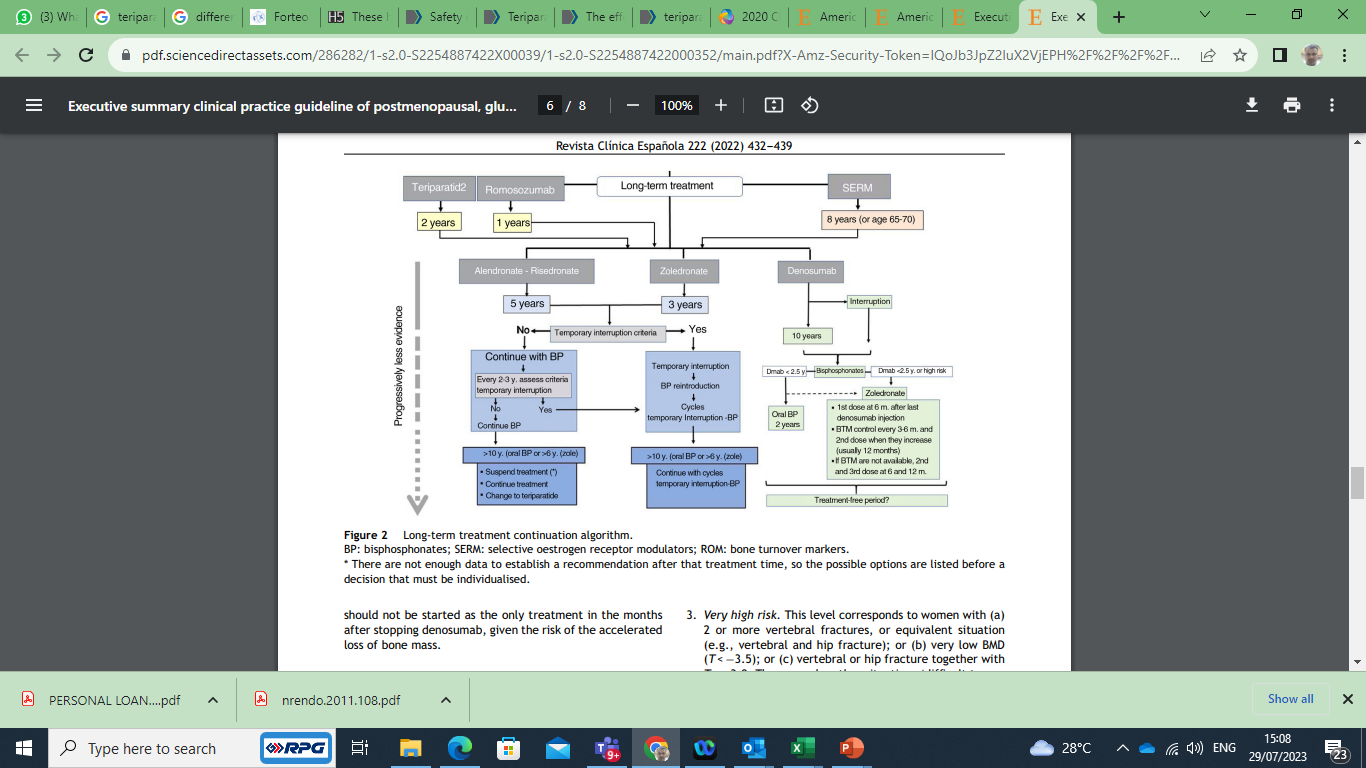 (3) Wha
teripara
differen
Forteo
These I
Safety
Teripar
The eff
teripara
2020 C
Americ
Americ
Executi
Exe
pdf.sciencedirectassets.com/286282/1-s2.0-S2254887422X00039/1-s2.0-S2254887422000352/main.pdf?X-Amz-Security-Token=IQoJb3JpZ2luX2VjEPH%2F%2F%2F%2F...
Executive summary clinical practice guideline of postmenopausal, glu...
6 / 8
100%
Revista Clínica Española 222 (2022) 432–439
Teriparatid2
Romosozumab
Long-term treatment
SERM
2 years
1 years
8 years (or age 65-70)
Alendronate - Risedronate
Zoledronate
Denosumab
5 years
3 years
Interruption
No
Temporary interruption criteria
Yes
10 years
Progressively less evidence
Continue with BP
Every 2-3 y. assess criteria
temporary interruption
No
Yes
Continue BP
Temporary interruption
BP reintroduction
Cycles
temporary Interruption -BP
Dmab < 2.5 y
Bisphosphonates
Dmab <2.5 y. or high risk
Zoledronate
Oral BP
2 years
• 1st dose at 6 m. after last
denosumab injection
• BTM control every 3-6 m. and
2nd dose when they increase
(usually 12 months)
• If BTM are not available, 2nd
and 3rd dose at 6 and 12 m.
>10 y. (oral BP or >6 y. (zole)
• Suspend treatment (*)
• Continue treatment
• Change to teriparatide
>10 y. (oral BP or >6 y. (zole)
Continue with cycles
temporary interruption-BP
Treatment-free period?
Figure 2 Long-term treatment continuation algorithm.
BP: bisphosphonates; SERM: selective oestrogen receptor modulators; ROM: bone turnover markers.
* There are not enough data to establish a recommendation after that treatment time, so the possible options are listed before a
decision that must be individualised.
should not be started as the only treatment in the months
after stopping denosumab, given the risk of the accelerated
loss of bone mass.
3. Very high risk. This level corresponds to women with (a)
2 or more vertebral fractures, or equivalent situation
(e.g., vertebral and hip fracture); or (b) very low BMD
(T < −3.5); or (c) vertebral or hip fracture together with
PERSONAL LOAN....pdf
nrendo.2011.108.pdf
Show all
Type here to search
RPG
9+
28°C
ENG
15:08
29/07/2023
23